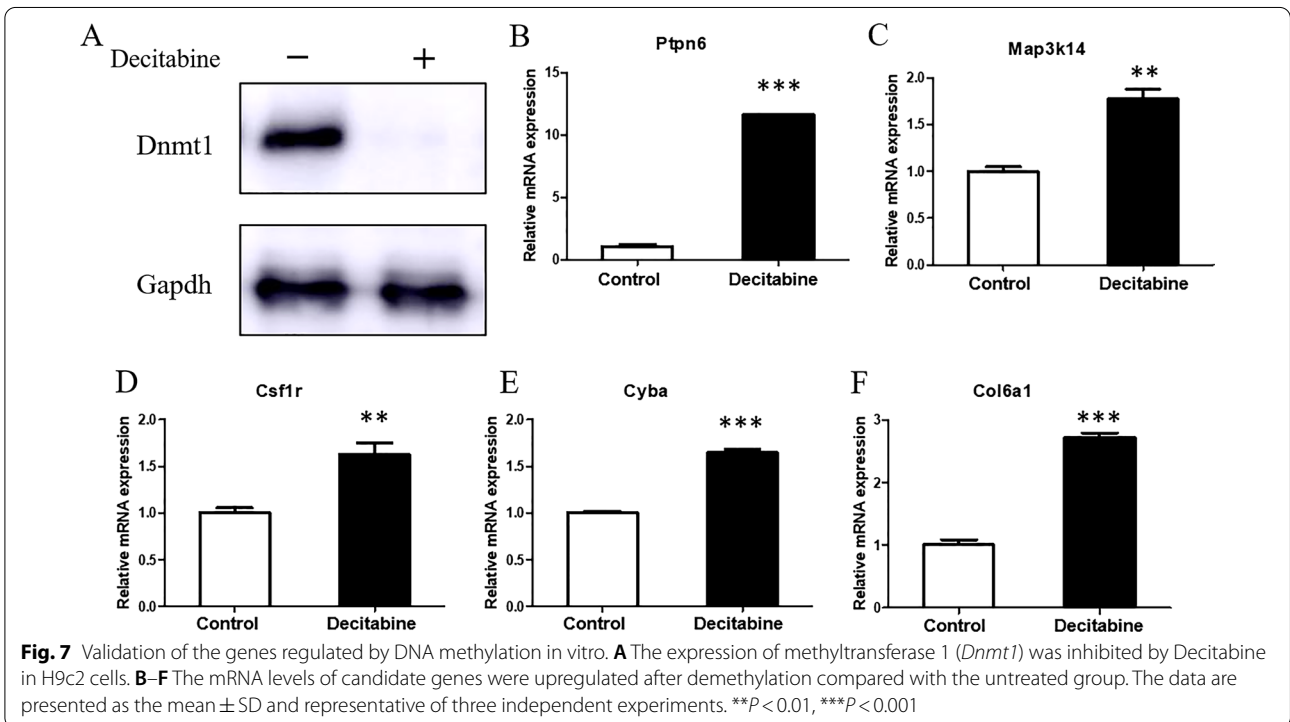 A
Decitabine − +
Dnmt1
Gapdh
B
Ptpn6
Relative mRNA expression
15
10
5
0
***
Control Decitabine
C
Map3k14
Relative mRNA expression
2.0
1.5
1.0
0.5
0.0
**
Control Decitabine
D
Csf1r
Relative mRNA expression
2.0
1.5
1.0
0.5
0.0
**
Control Decitabine
E
Cyba
Relative mRNA expression
2.0
1.5
1.0
0.5
0.0
***
Control Decitabine
F
Col6a1
Relative mRNA expression
3
2
1
0
***
Control Decitabine
Fig. 7 Validation of the genes regulated by DNA methylation in vitro. A The expression of methyltransferase 1 (Dnmt1) was inhibited by Decitabine
in H9c2 cells. B–F The mRNA levels of candidate genes were upregulated after demethylation compared with the untreated group. The data are
presented as the mean ± SD and representative of three independent experiments. **P < 0.01, ***P < 0.001